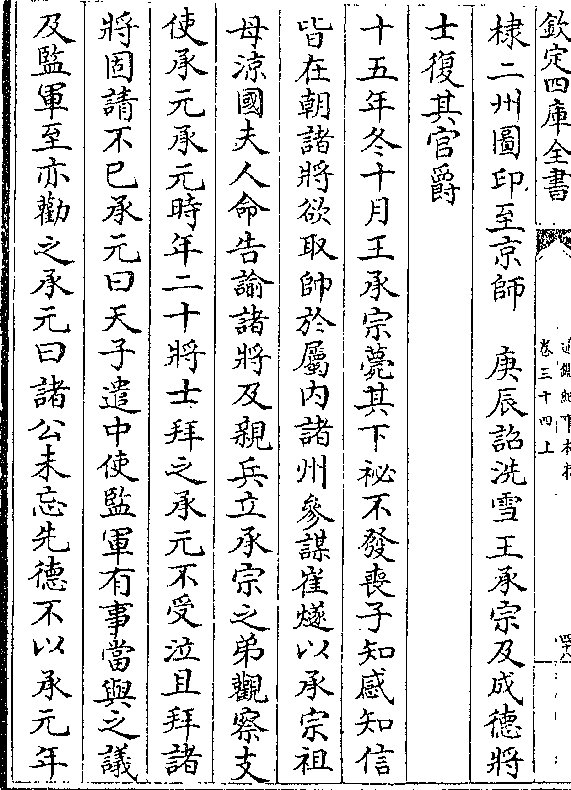 欽定四庫全書
卷三十四上
棣二州圖印至京師　庚辰詔洗雪王承宗及成德將
士復其官爵
十五年冬十月王承宗薨其下祕不發喪子知感知信
皆在朝諸將欲取帥於屬内諸州參謀崔燧以承宗祖
母涼國夫人命告諭諸將及親兵立承宗之弟觀察支
使承元承元時年二十將士拜之承元不受泣且拜諸
將固請不已承元曰天子遣中使監軍有事當與之議
及監軍至亦勸之承元曰諸公未忘先德不以承元年